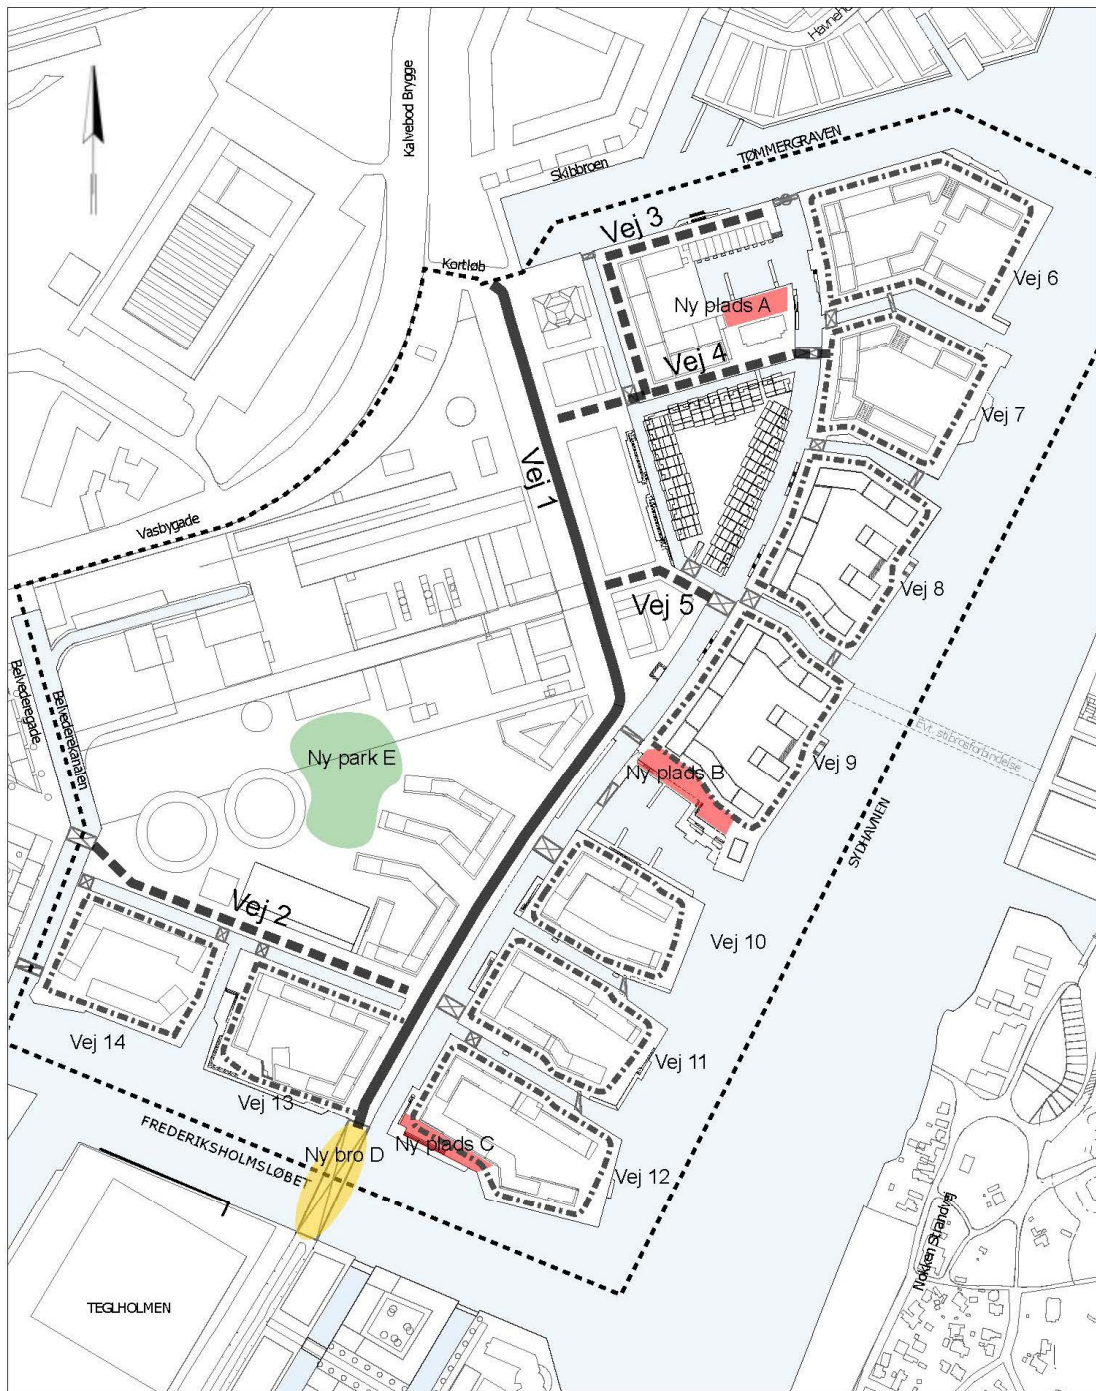 Havneho
Kalvebod Brygge
TØMMERGRAVEN
Skibbroen
Vej 3
Kortløb
Vej 6
Ny plads A
Vej 4
Vej 7
Vej 1
Vasbygade
Vej 8
Vej 5
Belvederegade
Belvederekanalen
Evt. stibrosforbindelse
Ny park E
Ny plads B
Vej 9
SYDHAVNEN
Vej 2
Vej 10
Vej 14
Vej 11
Vej 13
FREDERIKSHOLMSLØBET
Ny bro D
Ny plads C
Vej 12
Nokken Strandvej
TEGLHOLMEN